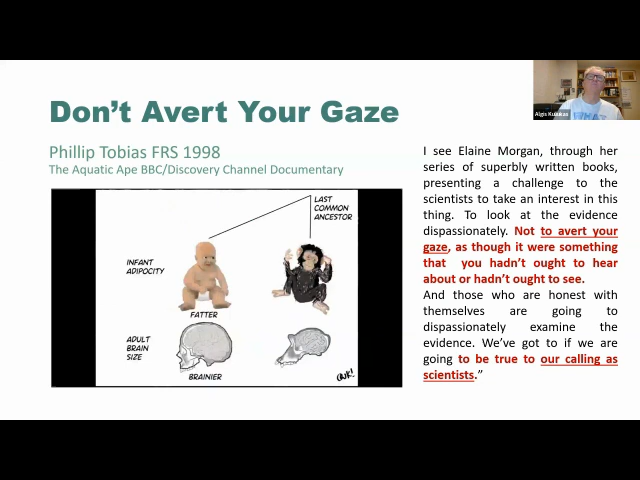 Don't Avert Your Gaze
Phillip Tobias FRS 1998
The Aquatic Ape BBC/Discovery Channel Documentary
LAST
COMMON
ANCESTOR
INFANT
ADIPOCITY
FATTER
ADULT
BRAIN
SIZE
BRAINIER
I see Elaine Morgan, through her
series of superbly written books,
presenting a challenge to the
scientists to take an interest in this
thing. To look at the evidence
dispassionately. Not to avert your
gaze, as though it were something
that you hadn't ought to hear
about or hadn't ought to see.
And those who are honest with
themselves are going to
dispassionately examine the
evidence. We've got to if we are
going to be true to our calling as
scientists."
Algis Kuliukas